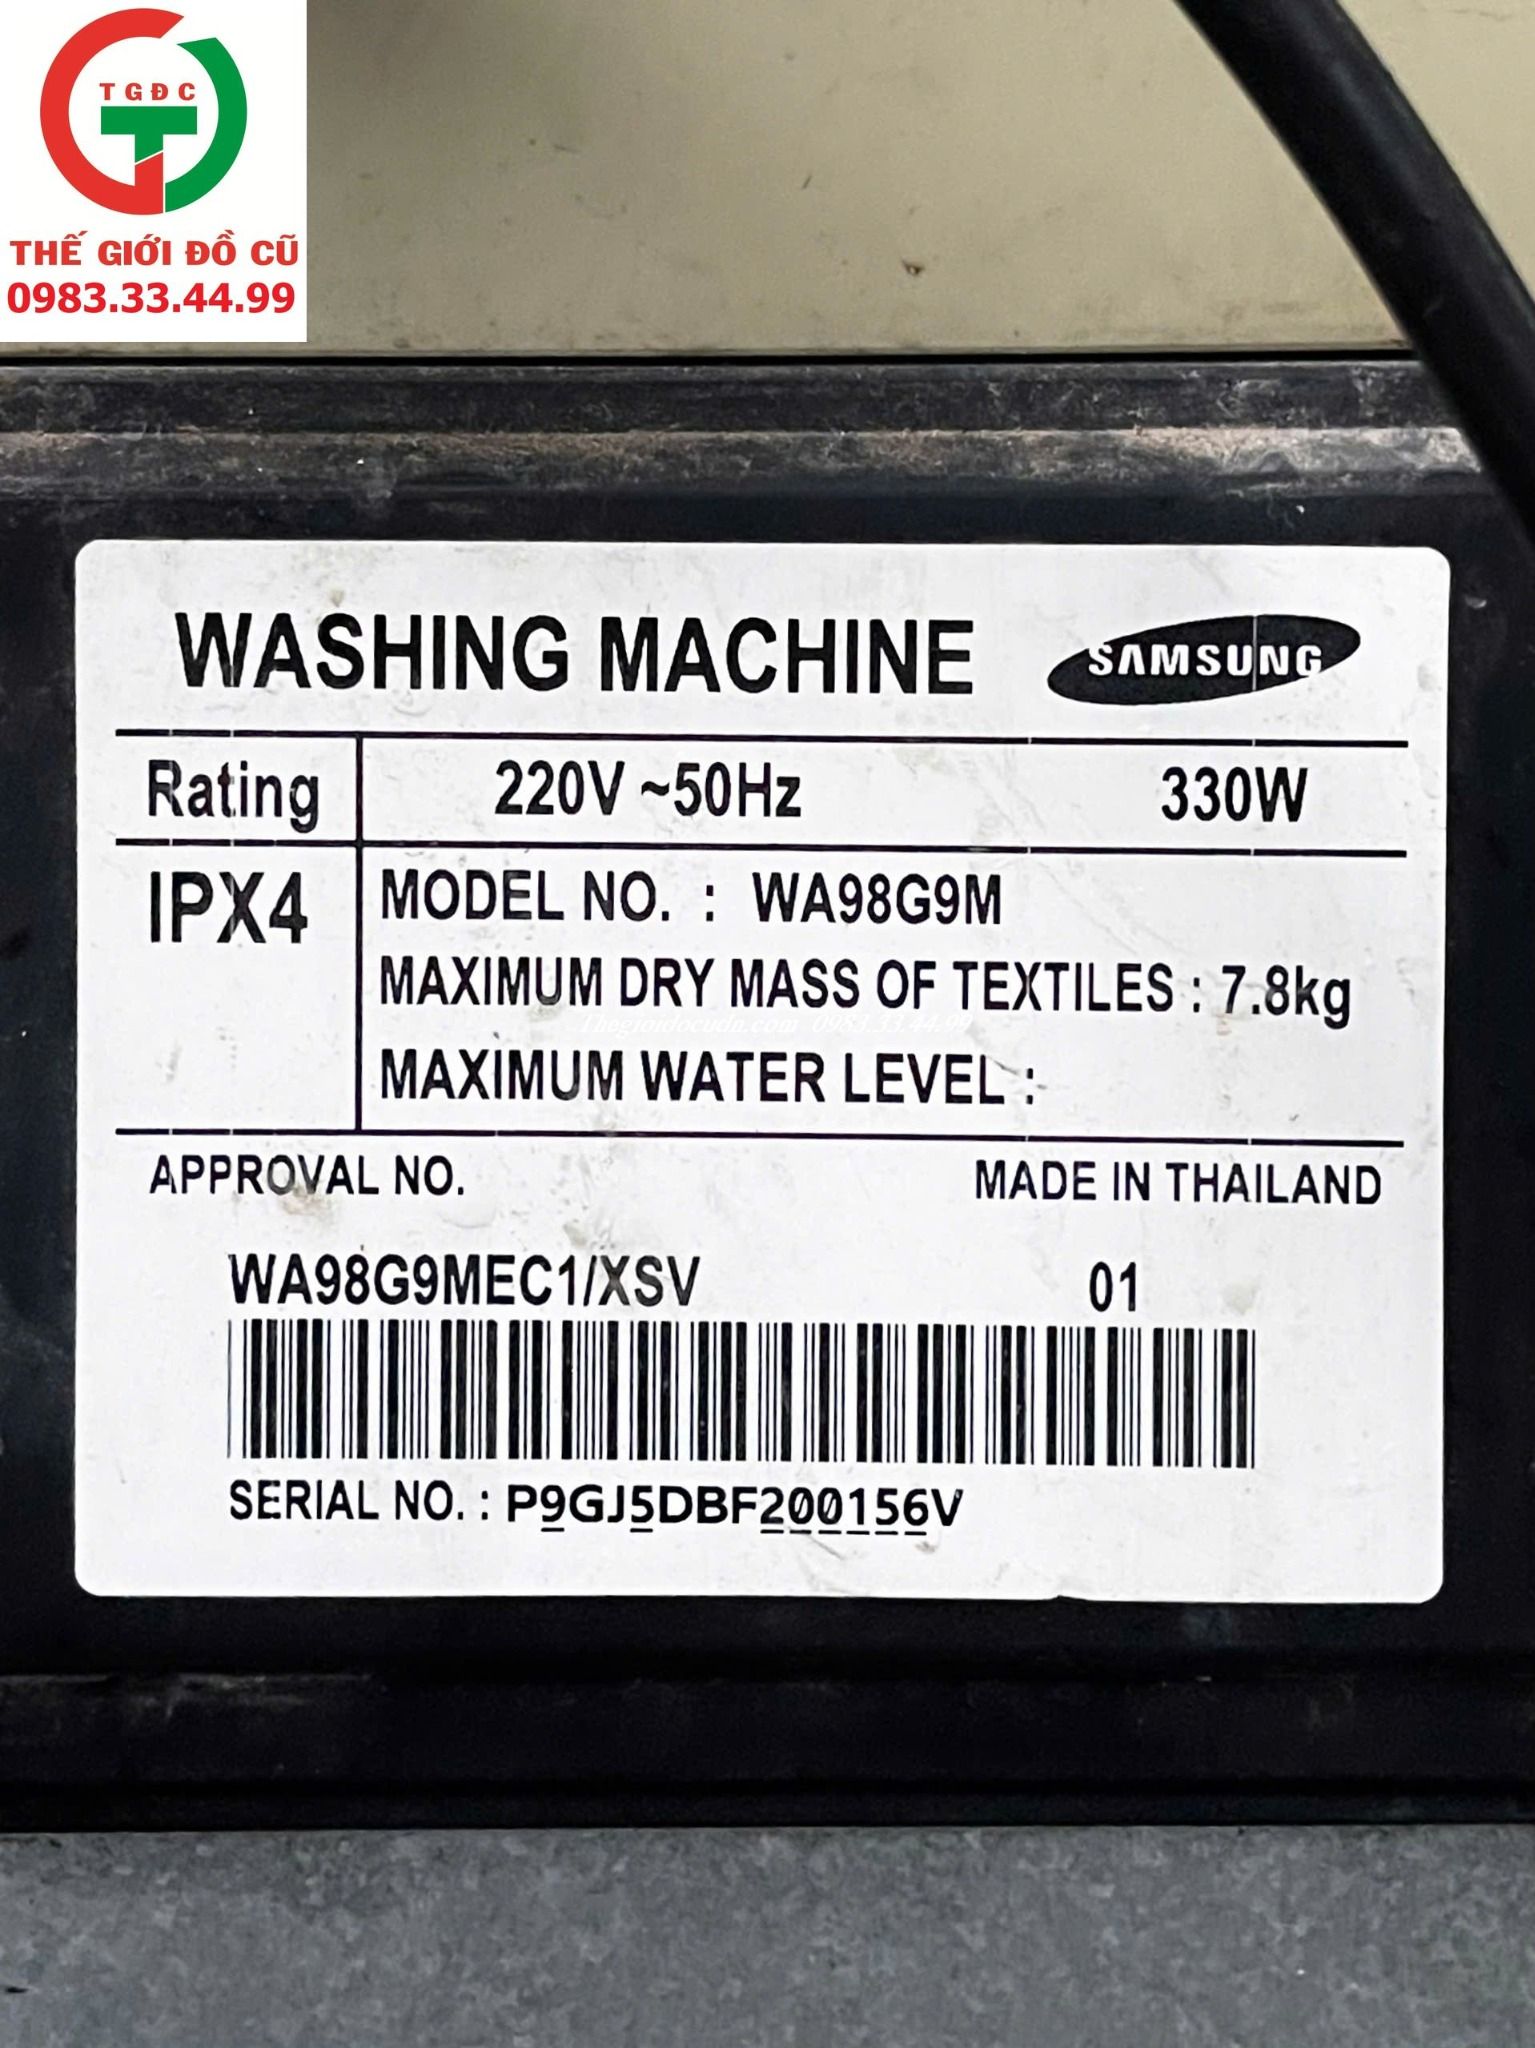 TGĐC
THẾ GIỚI ĐỒ CŨ
0983.33.44.99
WASHING MACHINE SAMSUNG
Rating 220V ~50Hz 330W
IPX4 MODEL NO. : WA98G9M
MAXIMUM DRY MASS OF TEXTILES : 7.8kg
MAXIMUM WATER LEVEL :
APPROVAL NO. MADE IN THAILAND
WA98G9MEC1/XSV 01
SERIAL NO. : P9GJ5DBF200156V